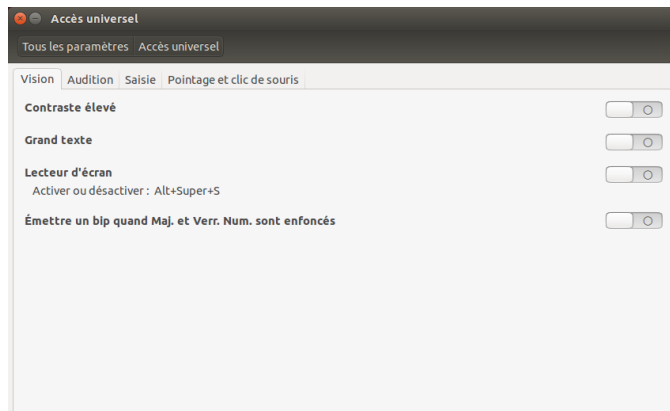 Accès universel
Tous les paramètres Accès universel
Vision Audition Saisie Pointage et clic de souris
Contraste élevé
Grand texte
Lecteur d'écran
Activer ou désactiver : Alt+Super+S
Émettre un bip quand Maj. et Verr. Num. sont enfoncés